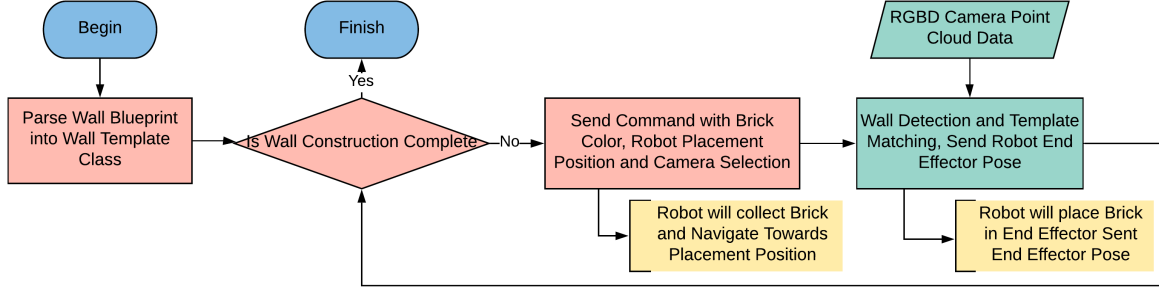 Begin
Finish
RGBD Camera Point
Cloud Data
Yes
Parse Wall Blueprint
into Wall Template
Class
Is Wall Construction Complete
No
Send Command with Brick
Color, Robot Placement
Position and Camera Selection
Wall Detection and Template
Matching, Send Robot End
Effector Pose
Robot will collect Brick
and Navigate Towards
Placement Position
Robot will place Brick
in End Effector Sent
End Effector Pose